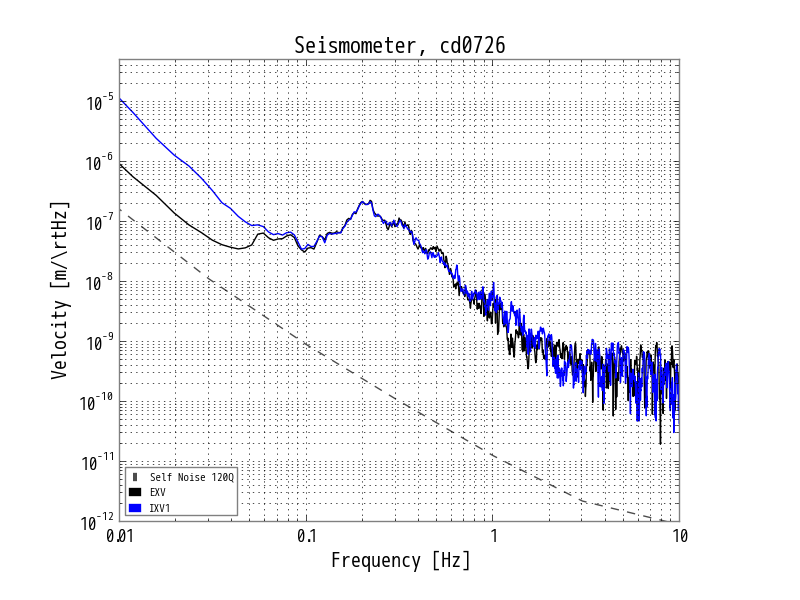 Seismometer, cd0726
Velocity [m/\rtHz]
10^-5
10^-6
10^-7
10^-8
10^-9
10^-10
10^-11
10^-12
Self Noise 120Q
EXV
IXV1
0.01
0.1
1
10
Frequency [Hz]